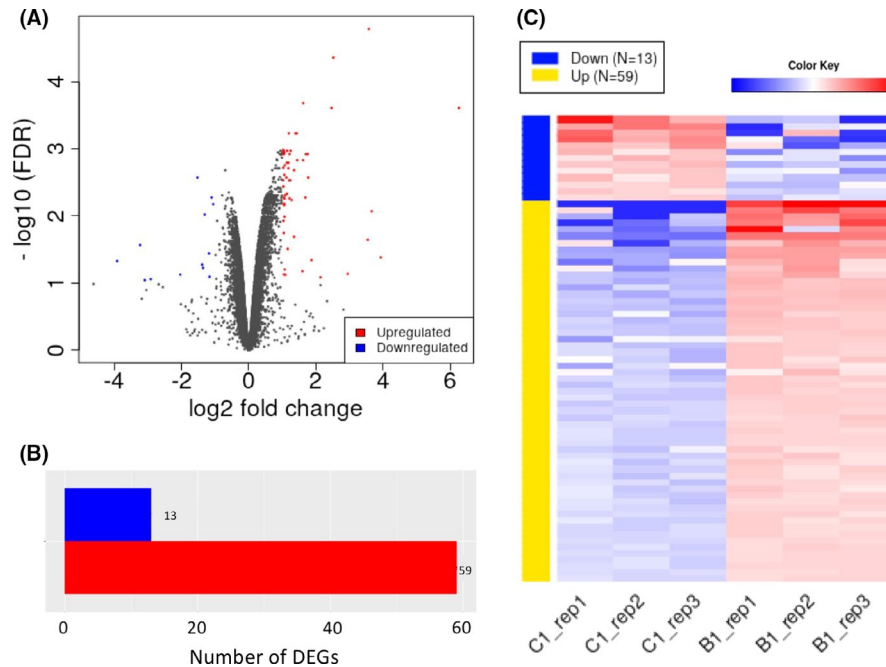 (A)
- log10 (FDR)
4
3
2
1
0
-4
-2
0
2
4
6
log2 fold change
Upregulated
Downregulated
(B)
13
59
0
20
40
60
Number of DEGs
(C)
Down (N=13)
Up (N=59)
Color Key
C1_rep1
C1_rep2
C1_rep3
B1_rep1
B1_rep2
B1_rep3